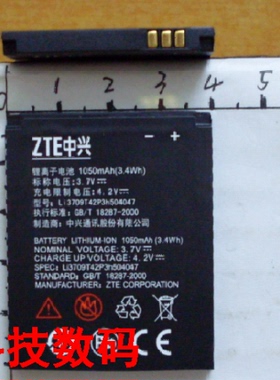 0 1 2 3 4 5
ZTE中兴
- +
锂离子电池 1050mAh(3.4Wh)
标称电压:3.7V
充电限制电压:4.2V
型号:Li3709T42P3h504047
执行标准:GB/T 18287-2000
制造商:中兴通讯股份有限公司
BATTERY LITHIUM-ION 1050mAh(3.4Wh)
NOMINAL VOLTAGE: 3.7V
CHARGE UP VOLTAGE: 4.2V
SPEC: Li3709T42P3h504047
STANDARD: GB/T 18287-2000
MANUFACTURER: ZTE CORPORATION
技数码